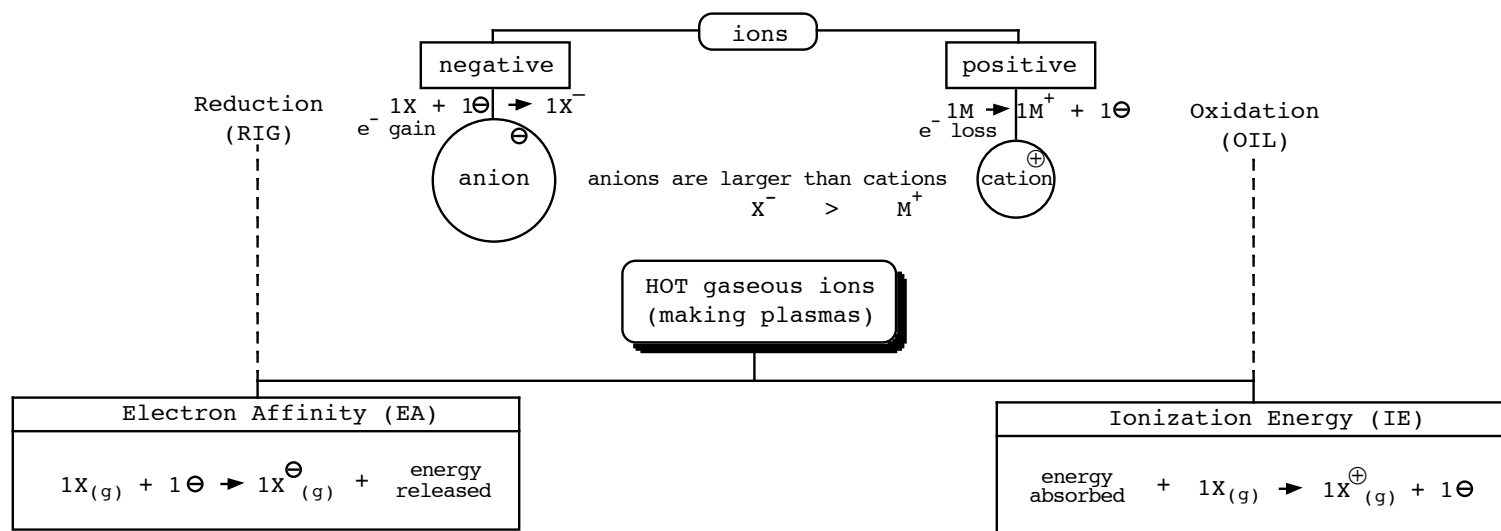 ions
negative
positive
1X + 1⊖ → 1X⁻
e⁻ gain
1M → 1M⁺ + 1⊖
e⁻ loss
Reduction
(RIG)
Oxidation
(OIL)
⊖
anion
anions are larger than cations
X⁻ > M⁺
⊕
cation
HOT gaseous ions
(making plasmas)
Electron Affinity (EA)
1X(g) + 1⊖ → 1X⊖(g) + energy released
Ionization Energy (IE)
energy absorbed + 1X(g) → 1X⊕(g) + 1⊖